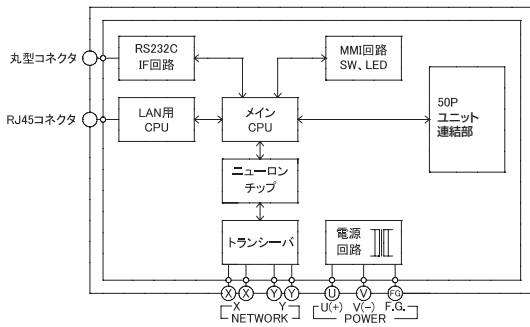 丸型コネクタ
RS232C
IF回路
MMI回路
SW、LED
RJ45コネクタ
LAN用
CPU
メイン
CPU
50P
ユニット
連結部
ニューロン
チップ
トランシーバ
電源
回路
X X Y Y U V FG
X Y U(+) V(−) F.G.
NETWORK POWER